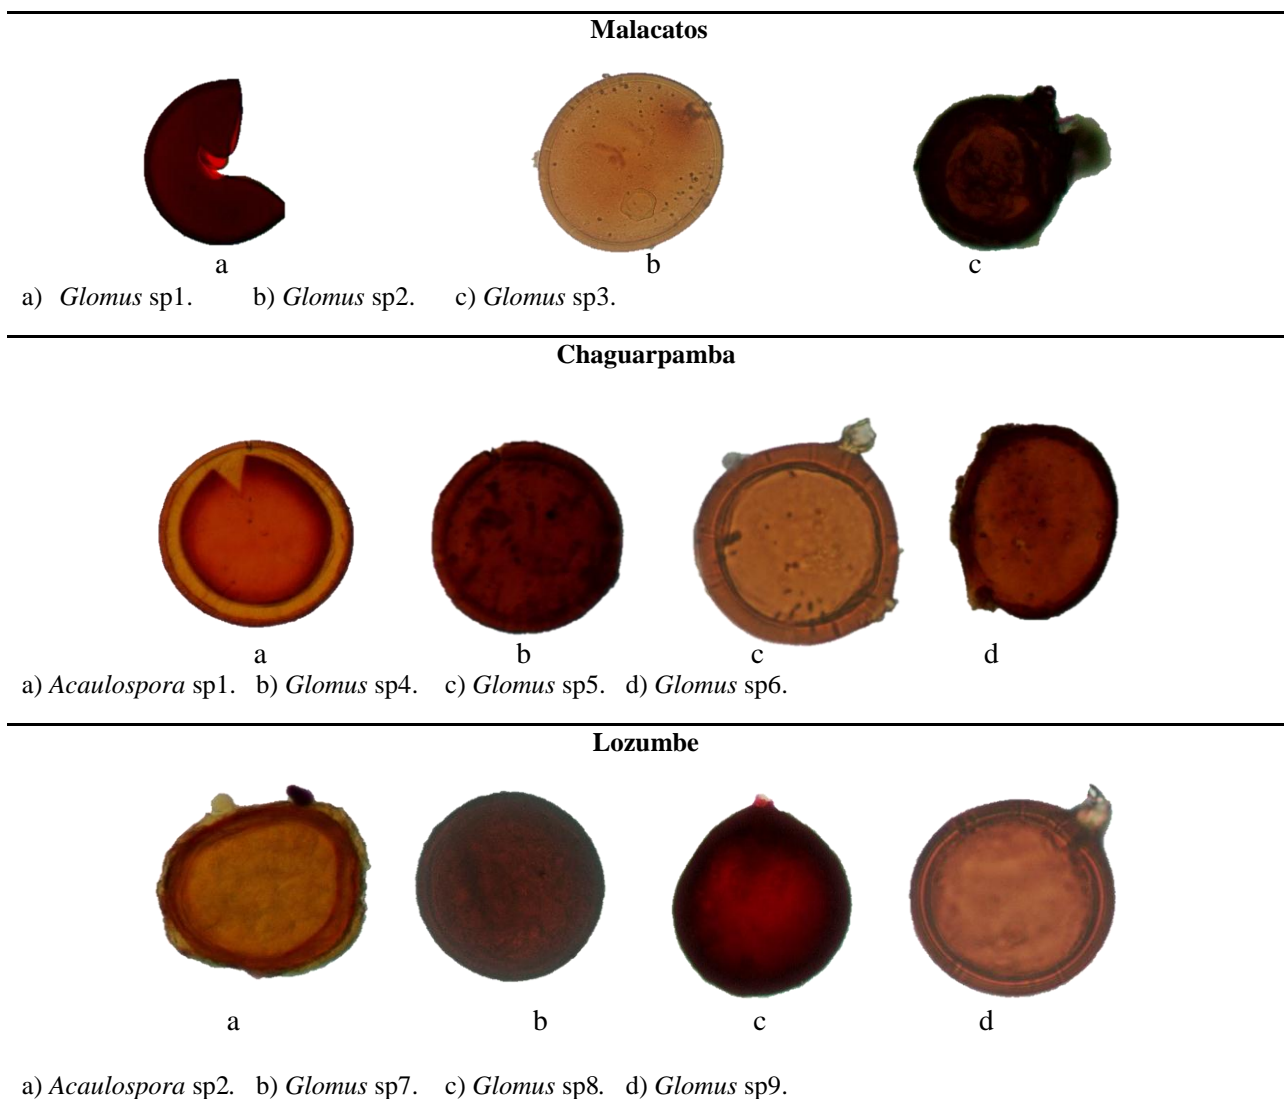 Malacatos
a b c
a) Glomus sp1. b) Glomus sp2. c) Glomus sp3.
Chaguarpamba
a b c d
a) Acaulospora sp1. b) Glomus sp4. c) Glomus sp5. d) Glomus sp6.
Lozumbe
a b c d
a) Acaulospora sp2. b) Glomus sp7. c) Glomus sp8. d) Glomus sp9.